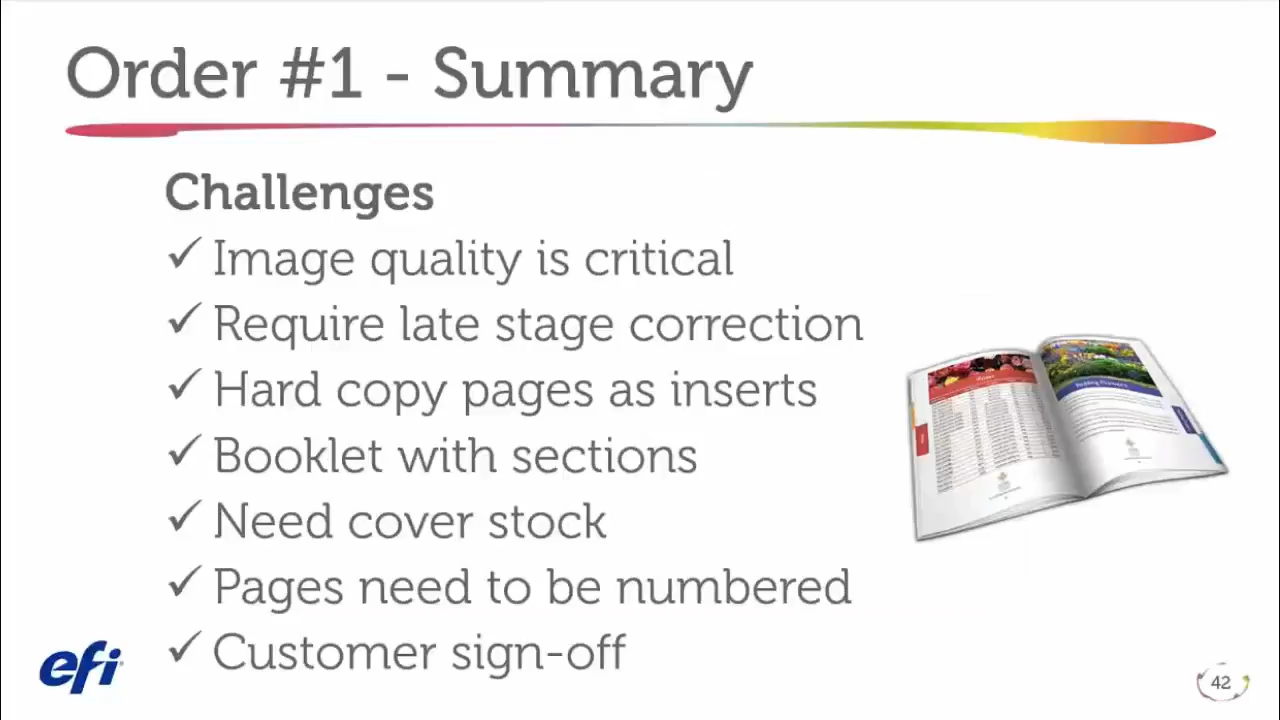 Order #1 - Summary
Challenges
✓ Image quality is critical
✓ Require late stage correction
✓ Hard copy pages as inserts
✓ Booklet with sections
✓ Need cover stock
✓ Pages need to be numbered
✓ Customer sign-off
efi
42